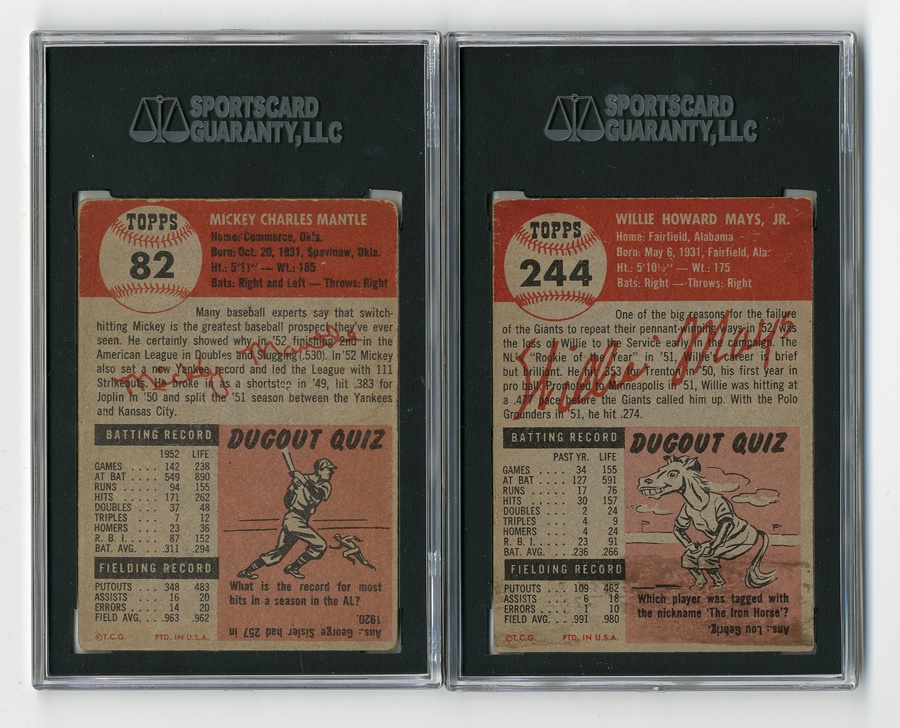 SPORTSCARD
GUARANTY, LLC
TOPPS
82
MICKEY CHARLES MANTLE
Home: Commerce, Okla.
Born: Oct. 20, 1931, Spavinaw, Okla.
Ht.: 5'11" — Wt.: 185
Bats: Right and Left — Throws: Right
Many baseball experts say that switch-
hitting Mickey is the greatest baseball prospect they've ever
seen. He certainly showed why in '52 finishing 2nd in the
American League in Doubles and Slugging (.530). In '52 Mickey
also set a new Yankee record and led the League with 111
Strikeouts. He broke in as a shortstop in '49, hit .383 for
Joplin in '50 and split the '51 season between the Yankees
and Kansas City.
Micky Mantle
BATTING RECORD
1952 LIFE
GAMES . . . . 142 238
AT BAT . . . . 549 890
RUNS . . . . 94 155
HITS . . . . 171 262
DOUBLES . . . 37 48
TRIPLES . . . 7 12
HOMERS . . . 23 36
R. B. I. . . . . 87 152
BAT. AVG. . . . .311 .294
FIELDING RECORD
PUTOUTS . . . 348 483
ASSISTS . . . 16 20
ERRORS . . . 14 20
FIELD AVG. . . .963 .962
©T.C.G. PTD. IN U.S.A.
DUGOUT QUIZ
What is the record for most
hits in a season in the AL?
Ans.: George Sisler had 257 in
1920.
SPORTSCARD
GUARANTY, LLC
TOPPS
244
WILLIE HOWARD MAYS, JR.
Home: Fairfield, Alabama
Born: May 6, 1931, Fairfield, Ala.
Ht.: 5'10½" — Wt.: 175
Bats: Right — Throws: Right
One of the big reasons for the failure
of the Giants to repeat their pennant-winning ways in '52 was
the loss of Willie to the Service early in the campaign. The
NL's "Rookie of the Year" in '51, Willie's career is brief
but brilliant. He hit .353 for Trenton in '50, his first year in
pro ball. Promoted to Minneapolis in '51, Willie was hitting at
a .477 pace before the Giants called him up. With the Polo
Grounders in '51, he hit .274.
Willie Mays
BATTING RECORD
PAST YR. LIFE
GAMES . . . . 34 155
AT BAT . . . . 127 591
RUNS . . . . 17 76
HITS . . . . 30 157
DOUBLES . . . 2 24
TRIPLES . . . 4 9
HOMERS . . . 4 24
R. B. I. . . . . 23 91
BAT. AVG. . . . .236 .266
FIELDING RECORD
PUTOUTS . . . 109 462
ASSISTS . . . 6 18
ERRORS . . . 1 10
FIELD AVG. . . .991 .980
©T.C.G. PTD. IN U.S.A.
DUGOUT QUIZ
Which player was tagged with
the nickname 'The Iron Horse'?
Ans.: Lou Gehrig.